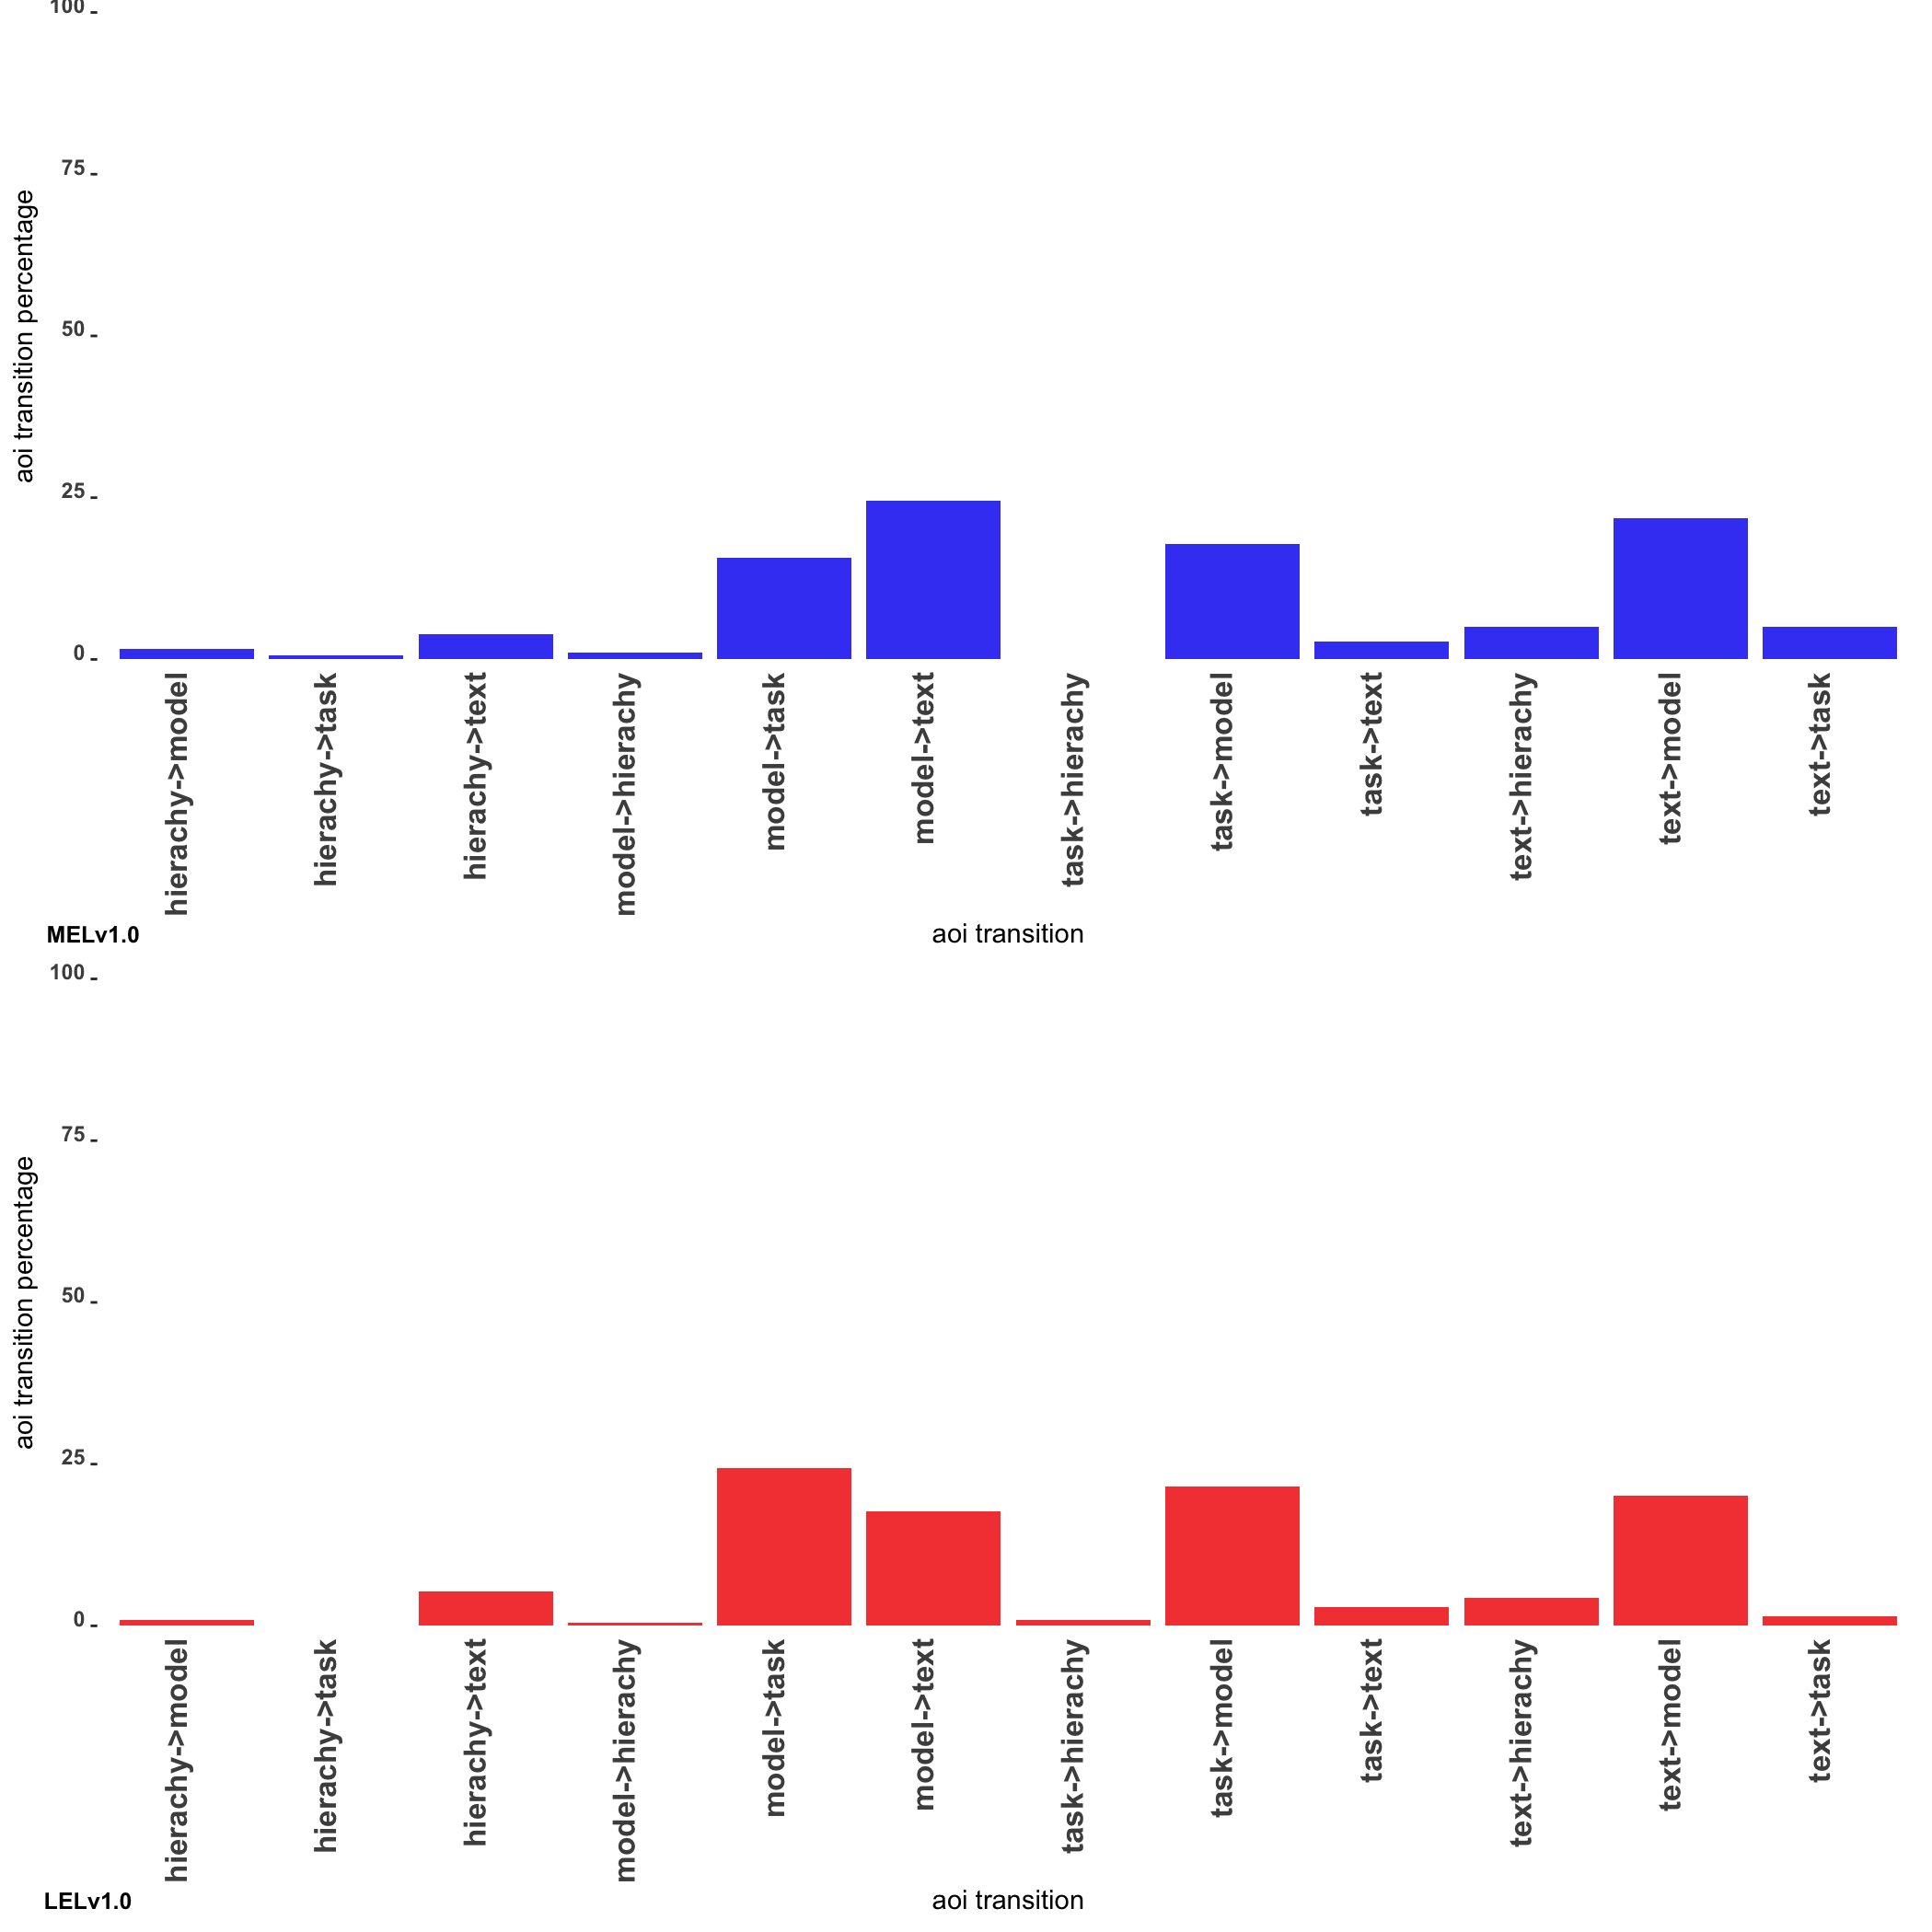 100
75
50
25
0
aoi transition percentage
hierachy->model
hierachy->task
hierachy->text
model->hierachy
model->task
model->text
task->hierachy
task->model
task->text
text->hierachy
text->model
text->task
MELv1.0
aoi transition
100
75
50
25
0
aoi transition percentage
hierachy->model
hierachy->task
hierachy->text
model->hierachy
model->task
model->text
task->hierachy
task->model
task->text
text->hierachy
text->model
text->task
LELv1.0
aoi transition